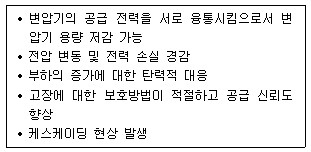 • 변압기의 공급 전력을 서로 융통시킴으로서 변
압기 용량 저감 가능
• 전압 변동 및 전력 손실 경감
• 부하의 증가에 대한 탄력적 대응
• 고장에 대한 보호방법이 적절하고 공급 신뢰도
향상
• 케스케이딩 현상 발생